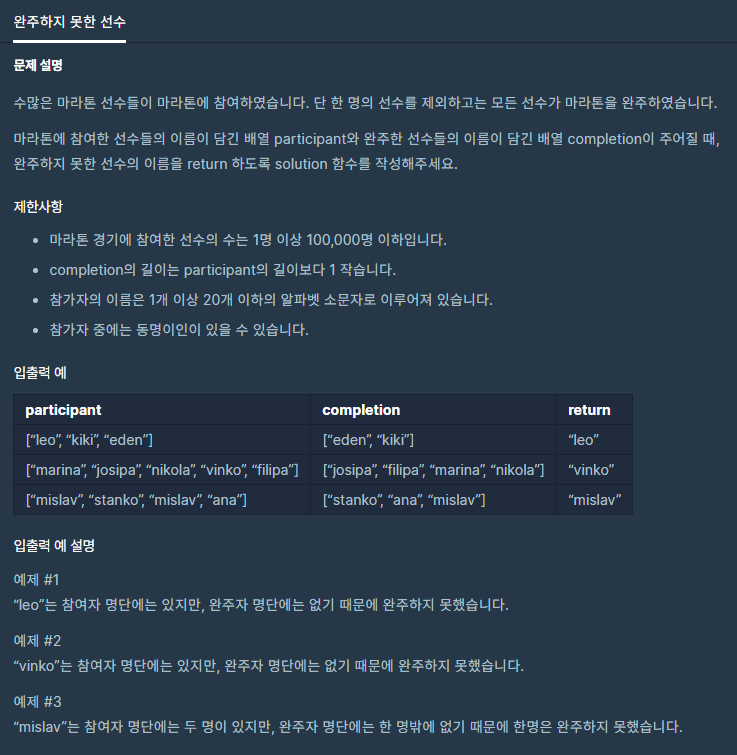 완주하지 못한 선수
문제 설명
수많은 마라톤 선수들이 마라톤에 참여하였습니다. 단 한 명의 선수를 제외하고는 모든 선수가 마라톤을 완주하였습니다.
마라톤에 참여한 선수들의 이름이 담긴 배열 participant와 완주한 선수들의 이름이 담긴 배열 completion이 주어질 때,
완주하지 못한 선수의 이름을 return 하도록 solution 함수를 작성해주세요.
제한사항
• 마라톤 경기에 참여한 선수의 수는 1명 이상 100,000명 이하입니다.
• completion의 길이는 participant의 길이보다 1 작습니다.
• 참가자의 이름은 1개 이상 20개 이하의 알파벳 소문자로 이루어져 있습니다.
• 참가자 중에는 동명이인이 있을 수 있습니다.
입출력 예
participant completion return
[“leo”, “kiki”, “eden”] [“eden”, “kiki”] “leo”
[“marina”, “josipa”, “nikola”, “vinko”, “filipa”] [“josipa”, “filipa”, “marina”, “nikola”] “vinko”
[“mislav”, “stanko”, “mislav”, “ana”] [“stanko”, “ana”, “mislav”] “mislav”
입출력 예 설명
예제 #1
“leo”는 참여자 명단에는 있지만, 완주자 명단에는 없기 때문에 완주하지 못했습니다.
예제 #2
“vinko”는 참여자 명단에는 있지만, 완주자 명단에는 없기 때문에 완주하지 못했습니다.
예제 #3
“mislav”는 참여자 명단에는 두 명이 있지만, 완주자 명단에는 한 명밖에 없기 때문에 한명은 완주하지 못했습니다.